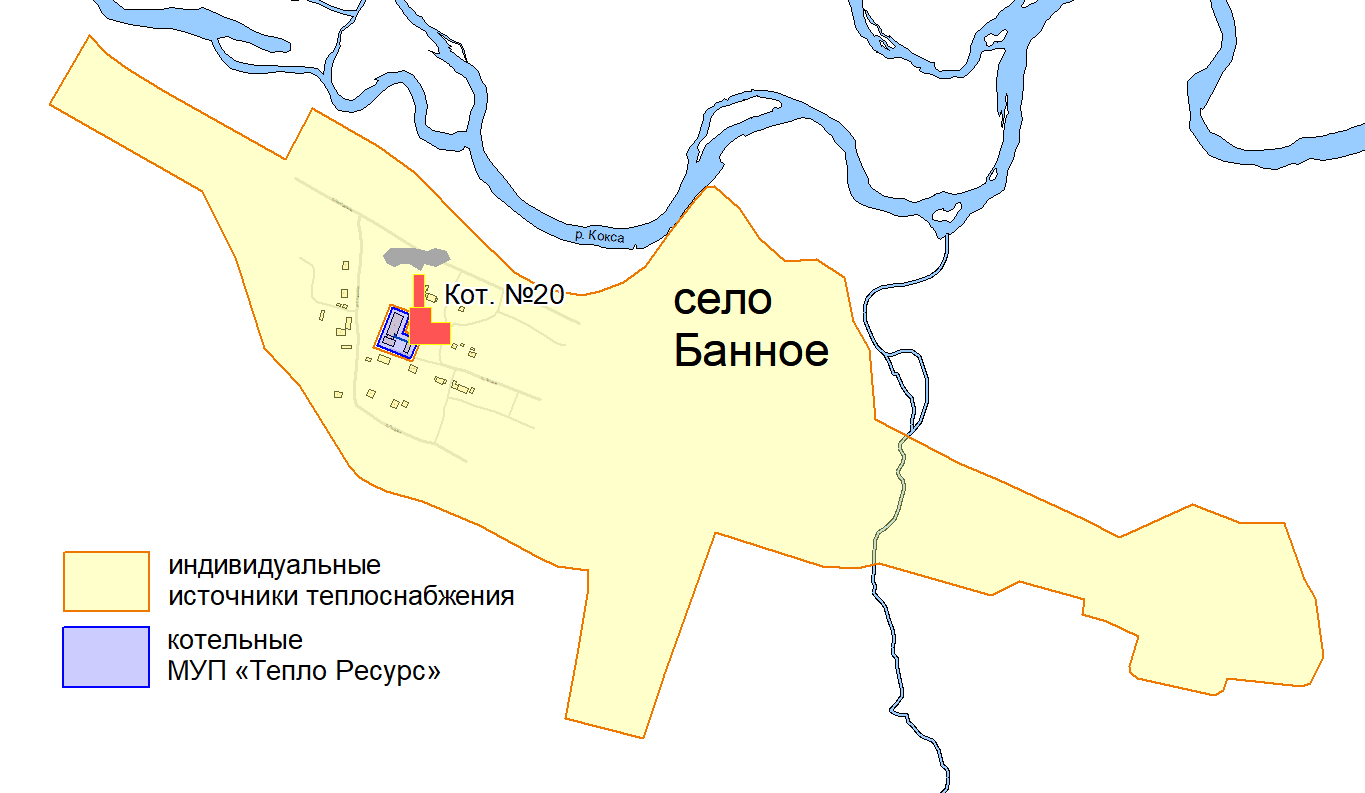 р. Кокса
Кот. №20
село
Банное
индивидуальные
источники теплоснабжения
котельные
МУП «Тепло Ресурс»